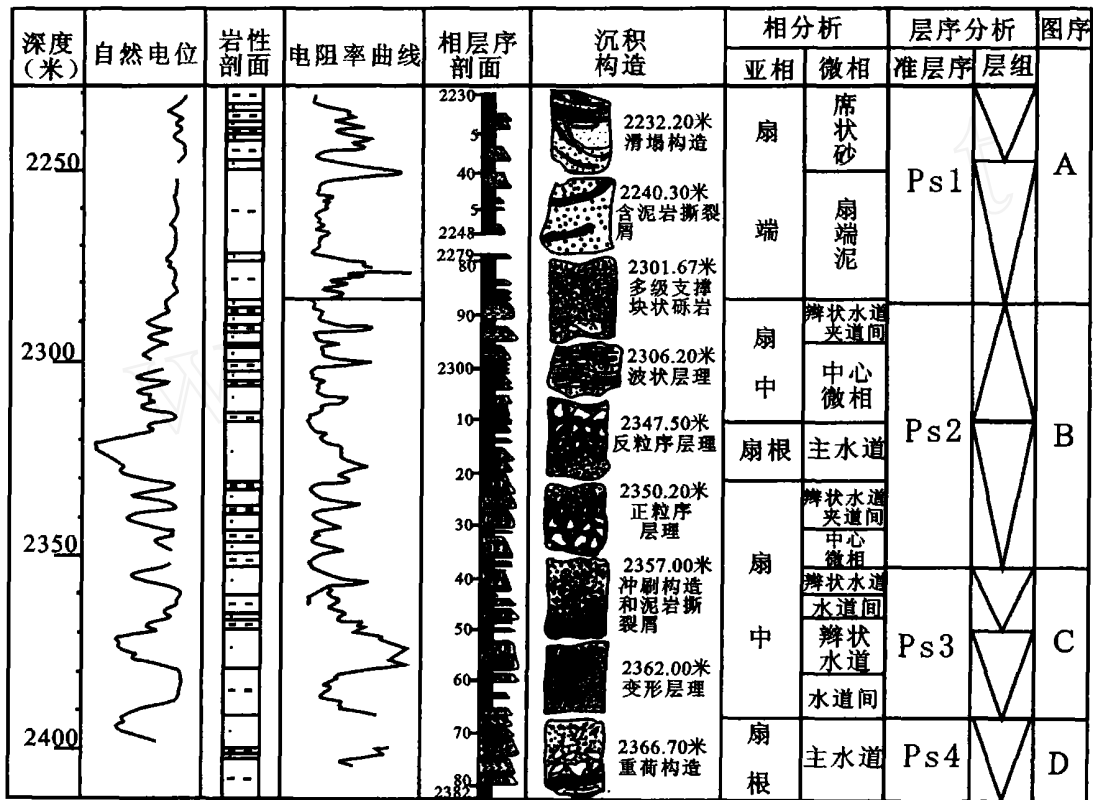 深度
（米）
自然电位
岩性
剖面
电阻率曲线
相层序
剖面
沉积
构造
相分析
亚相
微相
层序分析
准层序
层组
图序
2250
2300
2350
2400
2230
5
40
5
2248
2279
80
90
2300
10
20
30
40
50
60
70
80
2382
2232.20米
滑塌构造
2240.30米
含泥岩撕裂
屑
2301.67米
多级支撑
块状砾岩
2306.20米
波状层理
2347.50米
反粒序层理
2350.20米
正粒序
层理
2357.00米
冲刷构造
和泥岩撕
裂屑
2362.00米
变形层理
2366.70米
重荷构造
扇
端
扇
中
扇根
扇
中
扇
根
席
状
砂
扇
端
泥
辫状水道
夹道间
中心
微相
主水道
辫状水道
夹道间
中心
微相
辫状水道
水道间
辫状
水道
水道间
主水道
Ps1
Ps2
Ps3
Ps4
A
B
C
D